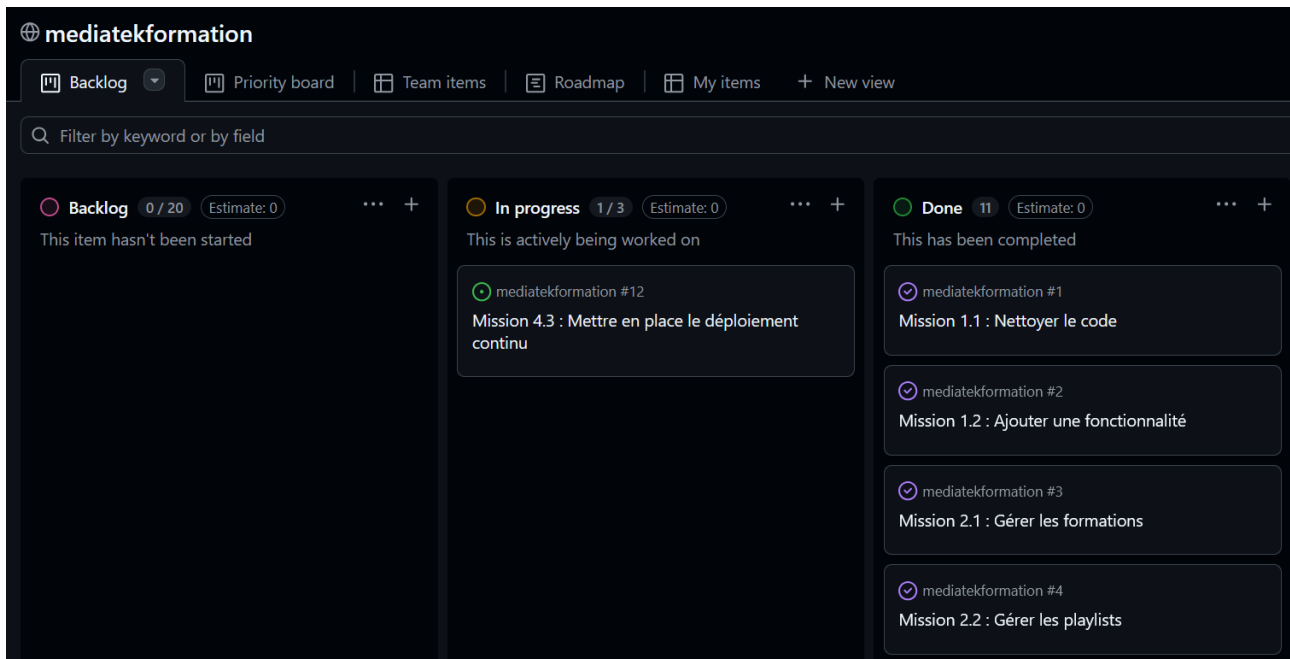 mediatekformation
Backlog
Priority board
Team items
Roadmap
My items
+ New view
Filter by keyword or by field
Backlog 0 / 20 Estimate: 0 ... +
This item hasn't been started
In progress 1 / 3 Estimate: 0 ... +
This is actively being worked on
mediatekformation #12
Mission 4.3 : Mettre en place le déploiement
continu
Done 11 Estimate: 0 ... +
This has been completed
mediatekformation #1
Mission 1.1 : Nettoyer le code
mediatekformation #2
Mission 1.2 : Ajouter une fonctionnalité
mediatekformation #3
Mission 2.1 : Gérer les formations
mediatekformation #4
Mission 2.2 : Gérer les playlists